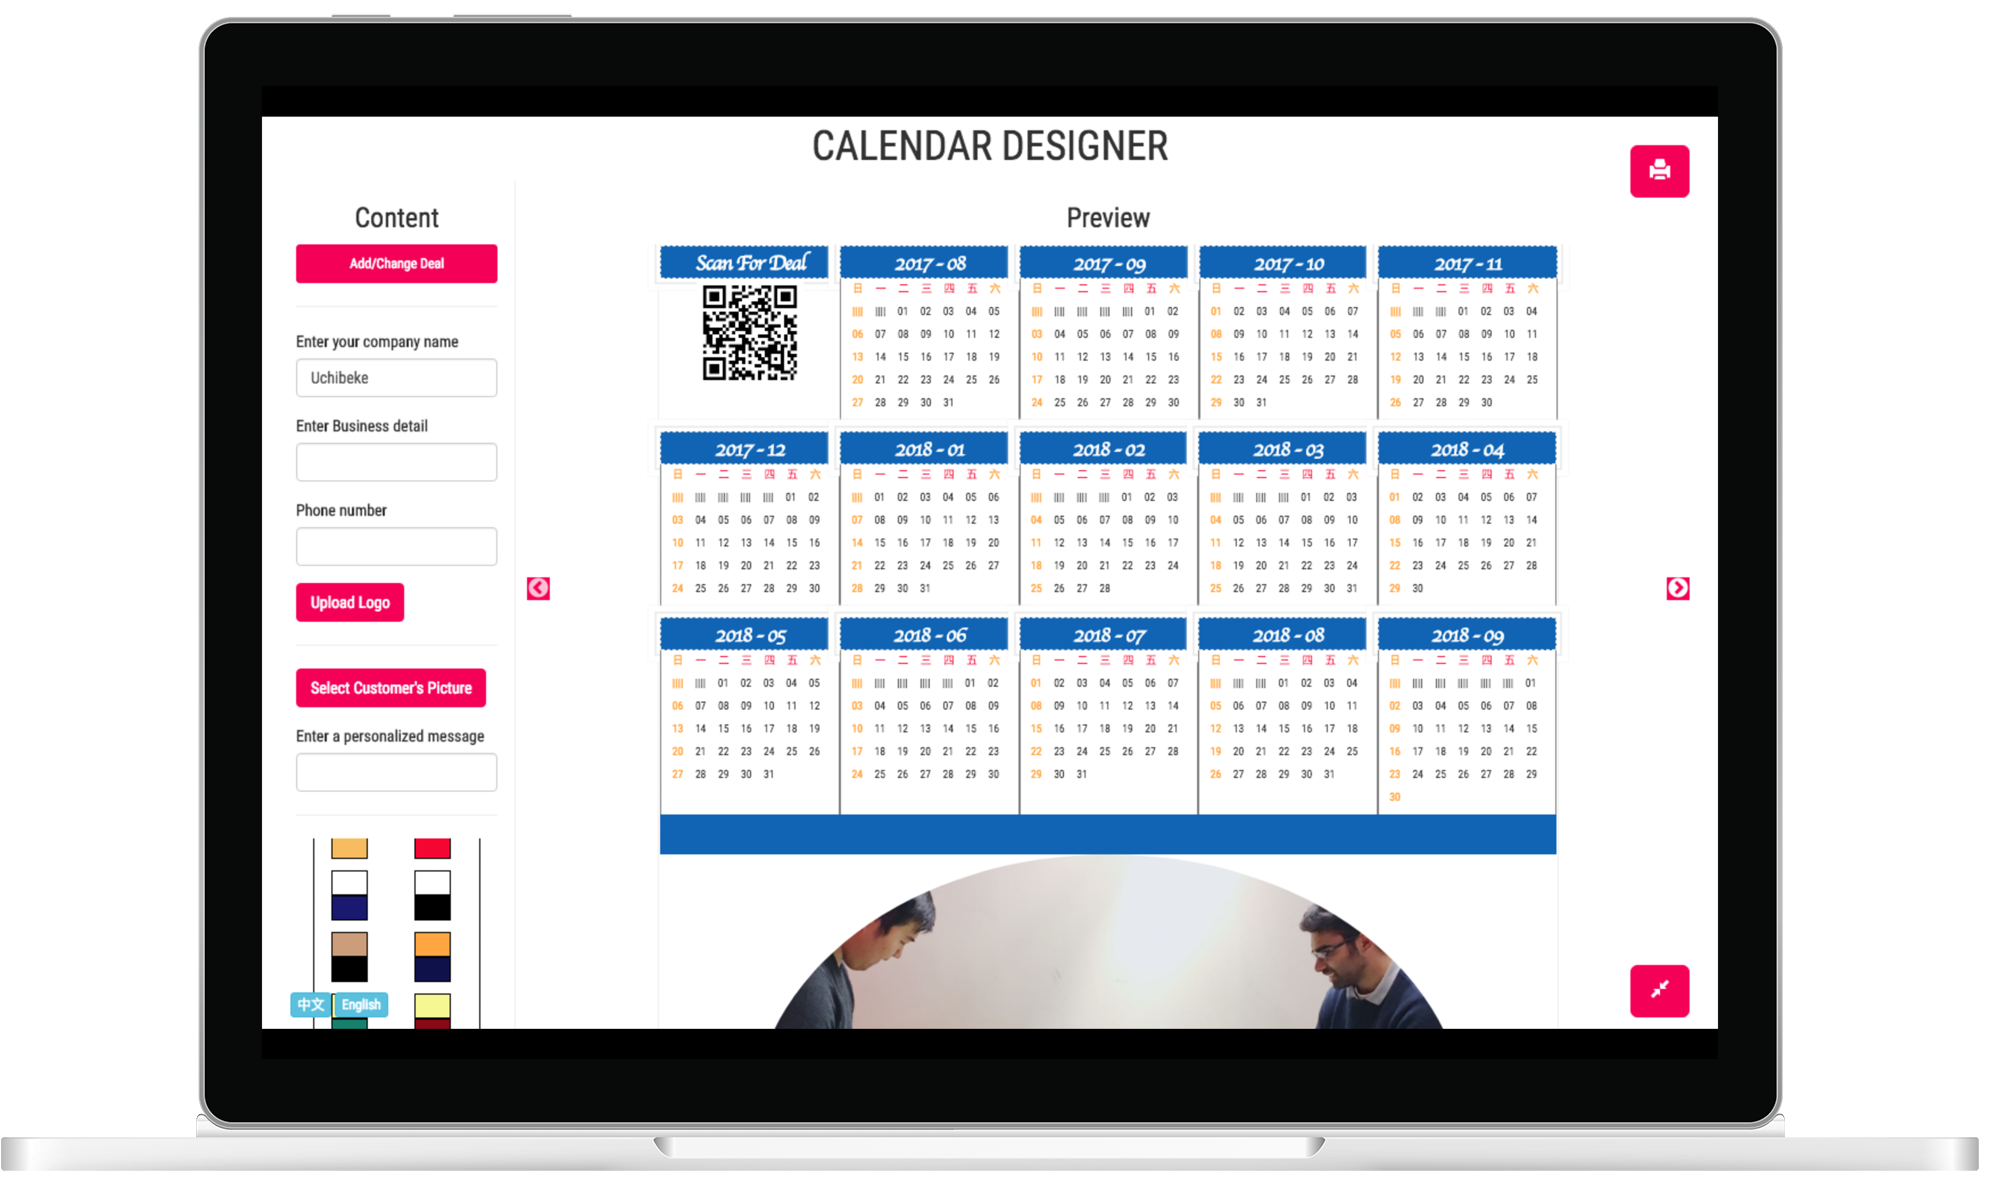 CALENDAR DESIGNER
Content
Add/Change Deal
Enter your company name
Uchibeke
Enter Business detail
Phone number
Upload Logo
Select Customer's Picture
Enter a personalized message
中文
English
Preview
Scan For Deal
2017 - 08
日 一 二 三 四 五 六
01 02 03 04 05
06 07 08 09 10 11 12
13 14 15 16 17 18 19
20 21 22 23 24 25 26
27 28 29 30 31
2017 - 09
日 一 二 三 四 五 六
01 02
03 04 05 06 07 08 09
10 11 12 13 14 15 16
17 18 19 20 21 22 23
24 25 26 27 28 29 30
2017 - 10
日 一 二 三 四 五 六
01 02 03 04 05 06 07
08 09 10 11 12 13 14
15 16 17 18 19 20 21
22 23 24 25 26 27 28
29 30 31
2017 - 11
日 一 二 三 四 五 六
01 02 03 04
05 06 07 08 09 10 11
12 13 14 15 16 17 18
19 20 21 22 23 24 25
26 27 28 29 30
2017 - 12
日 一 二 三 四 五 六
01 02
03 04 05 06 07 08 09
10 11 12 13 14 15 16
17 18 19 20 21 22 23
24 25 26 27 28 29 30
2018 - 01
日 一 二 三 四 五 六
01 02 03 04 05 06
07 08 09 10 11 12 13
14 15 16 17 18 19 20
21 22 23 24 25 26 27
28 29 30 31
2018 - 02
日 一 二 三 四 五 六
01 02 03
04 05 06 07 08 09 10
11 12 13 14 15 16 17
18 19 20 21 22 23 24
25 26 27 28
2018 - 03
日 一 二 三 四 五 六
01 02 03
04 05 06 07 08 09 10
11 12 13 14 15 16 17
18 19 20 21 22 23 24
25 26 27 28 29 30 31
2018 - 04
日 一 二 三 四 五 六
01 02 03 04 05 06 07
08 09 10 11 12 13 14
15 16 17 18 19 20 21
22 23 24 25 26 27 28
29 30
2018 - 05
日 一 二 三 四 五 六
01 02 03 04 05
06 07 08 09 10 11 12
13 14 15 16 17 18 19
20 21 22 23 24 25 26
27 28 29 30 31
2018 - 06
日 一 二 三 四 五 六
01 02
03 04 05 06 07 08 09
10 11 12 13 14 15 16
17 18 19 20 21 22 23
24 25 26 27 28 29 30
2018 - 07
日 一 二 三 四 五 六
01 02 03 04 05 06 07
08 09 10 11 12 13 14
15 16 17 18 19 20 21
22 23 24 25 26 27 28
29 30 31
2018 - 08
日 一 二 三 四 五 六
01 02 03 04
05 06 07 08 09 10 11
12 13 14 15 16 17 18
19 20 21 22 23 24 25
26 27 28 29 30 31
2018 - 09
日 一 二 三 四 五 六
01
02 03 04 05 06 07 08
09 10 11 12 13 14 15
16 17 18 19 20 21 22
23 24 25 26 27 28 29
30